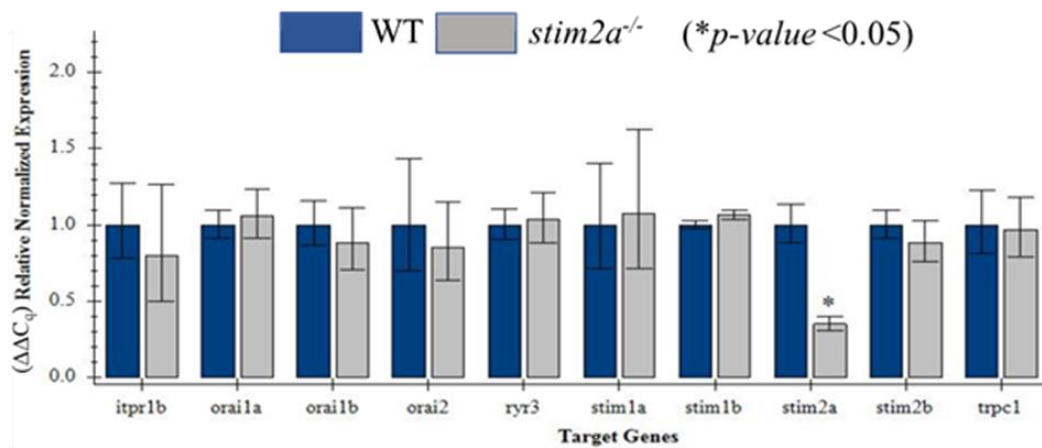 WT stim2a-/- (*p-value <0.05)
(ΔΔCq) Relative Normalized Expression
2.0
1.5
1.0
0.5
0.0
*
itpr1b orai1a orai1b orai2 ryr3 stim1a stim1b stim2a stim2b trpc1
Target Genes